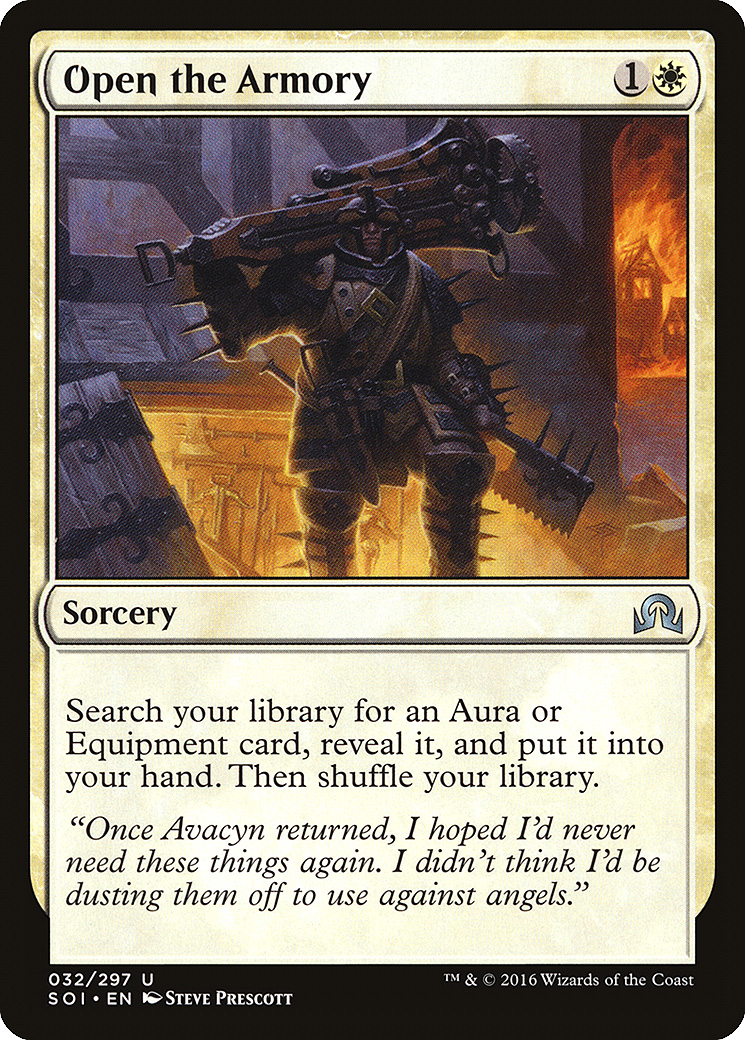 Open the Armory
1
Sorcery
Search your library for an Aura or
Equipment card, reveal it, and put it into
your hand. Then shuffle your library.
“Once Avacyn returned, I hoped I’d never
need these things again. I didn’t think I’d be
dusting them off to use against angels.”
032/297 U
SOI • EN Steve Prescott
™ & © 2016 Wizards of the Coast